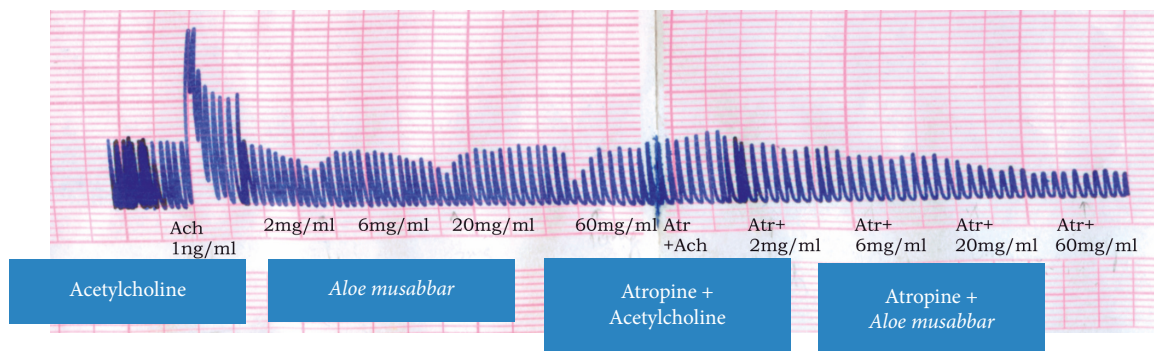 Ach
1ng/ml
2mg/ml
6mg/ml
20mg/ml
60mg/ml
Atr
+Ach
Atr+
2mg/ml
Atr+
6mg/ml
Atr+
20mg/ml
Atr+
60mg/ml
Acetylcholine
Aloe musabbar
Atropine +
Acetylcholine
Atropine +
Aloe musabbar